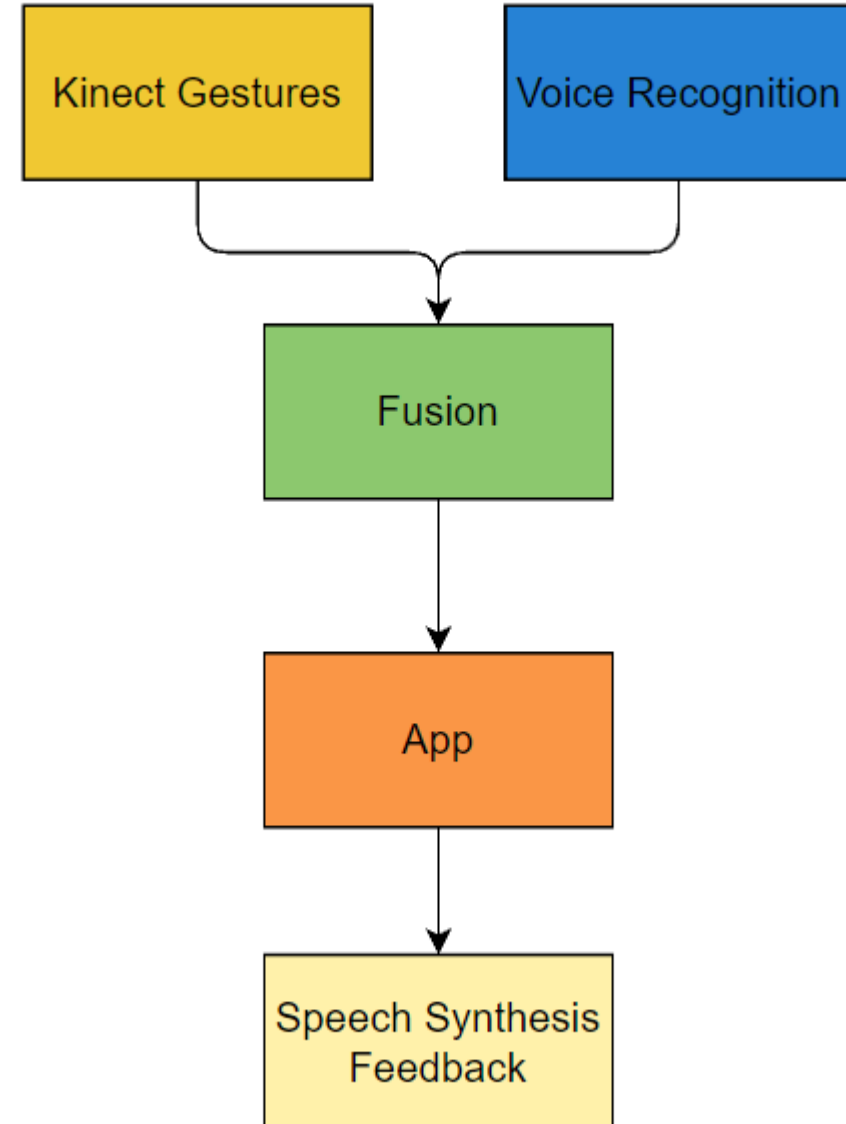 Kinect Gestures
Voice Recognition
Fusion
App
Speech Synthesis
Feedback